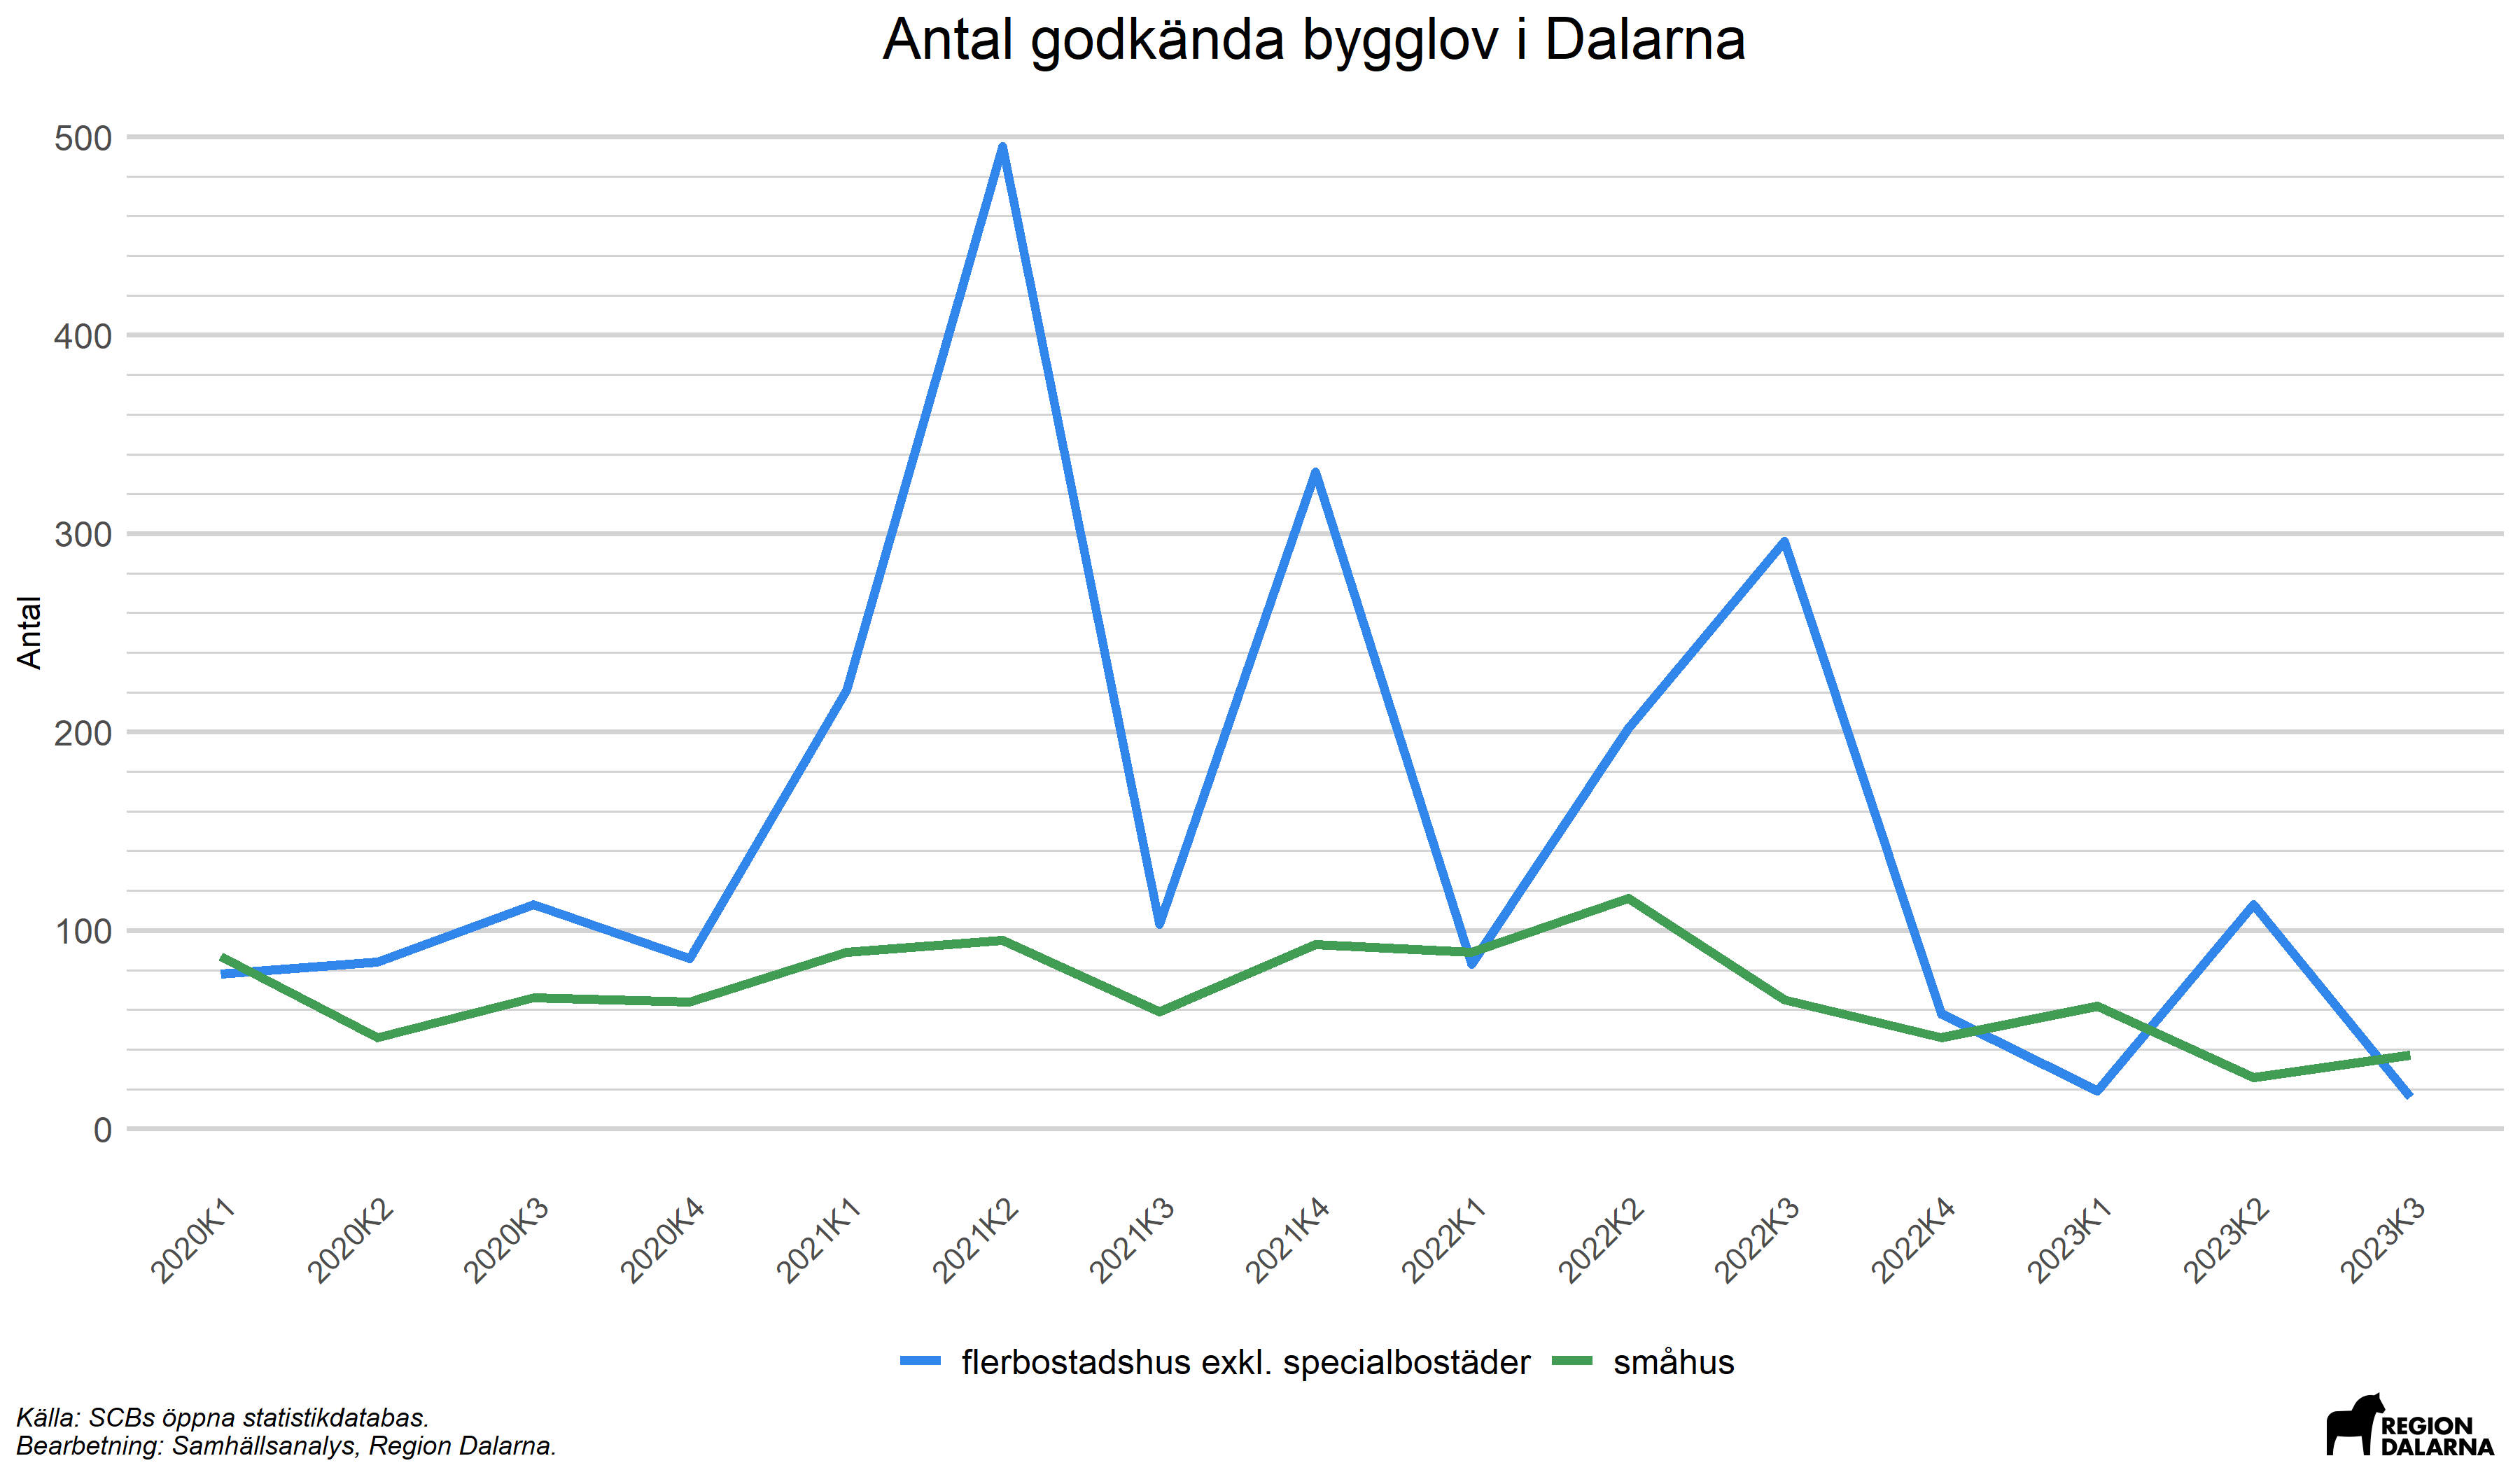 Antal godkända bygglov i Dalarna
500
400
300
200
100
0
Antal
2020K1
2020K2
2020K3
2020K4
2021K1
2021K2
2021K3
2021K4
2022K1
2022K2
2022K3
2022K4
2023K1
2023K2
2023K3
flerbostadshus exkl. specialbostäder
småhus
Källa: SCBs öppna statistikdatabas.
Bearbetning: Samhällsanalys, Region Dalarna.
REGION
DALARNA